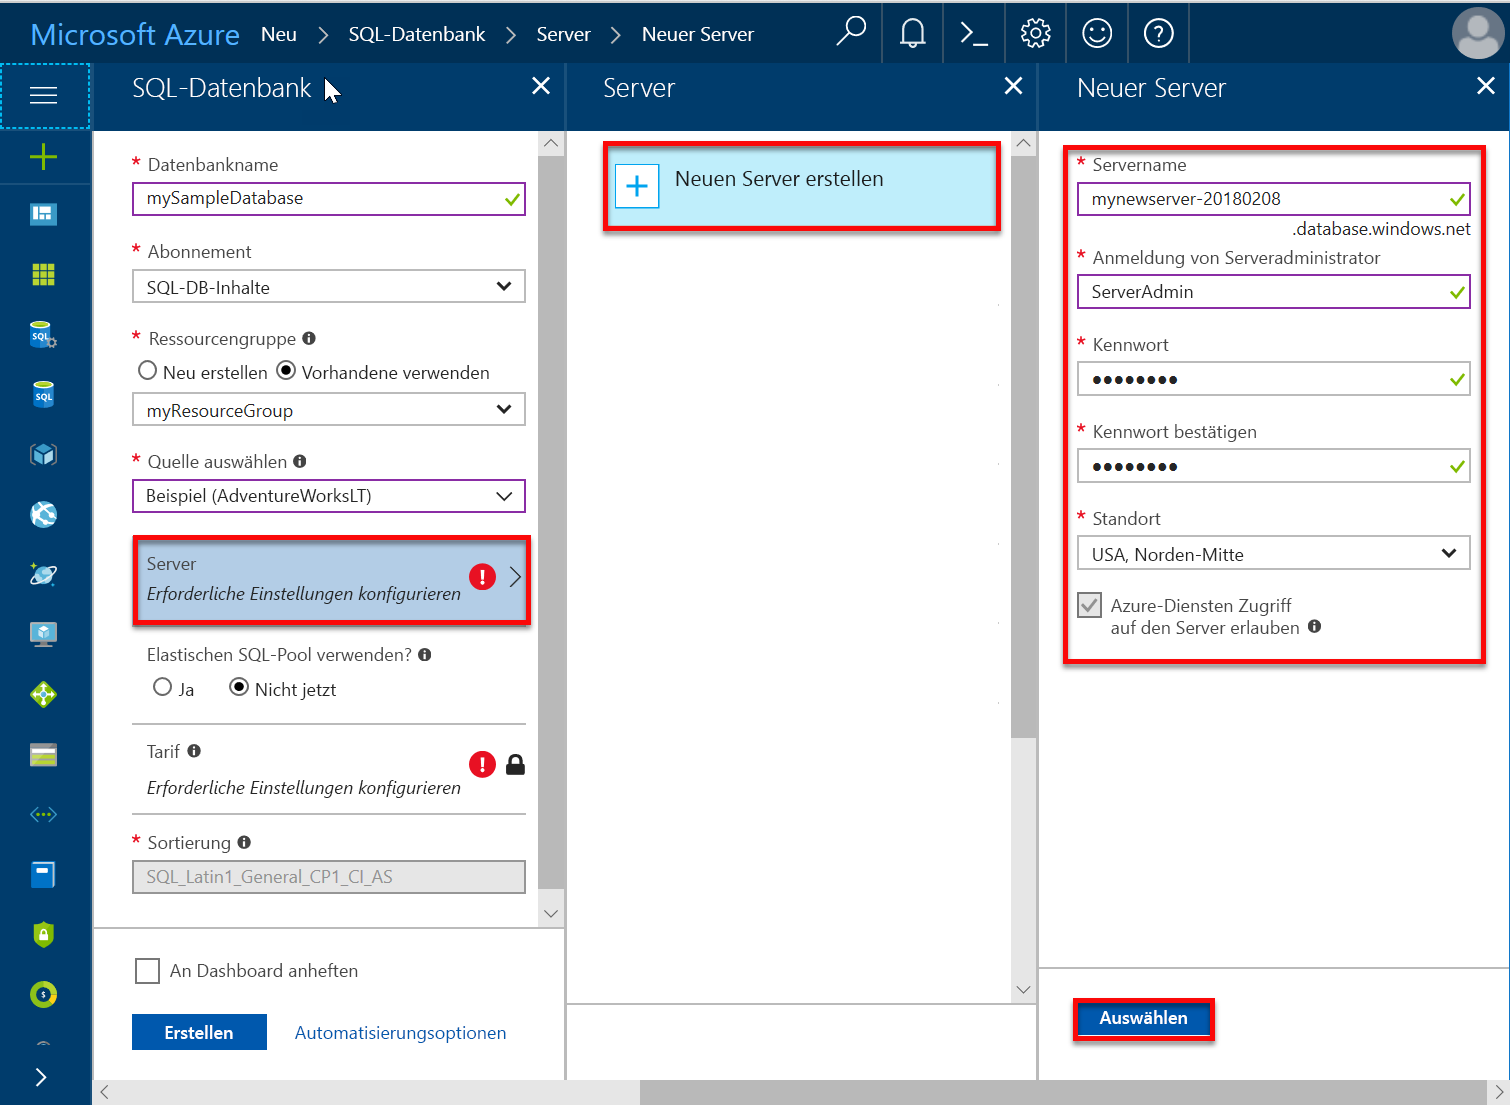 Microsoft Azure Neu > SQL-Datenbank > Server > Neuer Server
SQL-Datenbank
* Datenbankname
mySampleDatabase
* Abonnement
SQL-DB-Inhalte
* Ressourcengruppe
Neu erstellen Vorhandene verwenden
myResourceGroup
* Quelle auswählen
Beispiel (AdventureWorksLT)
Server
Erforderliche Einstellungen konfigurieren
Elastischen SQL-Pool verwenden?
Ja Nicht jetzt
Tarif
Erforderliche Einstellungen konfigurieren
* Sortierung
SQL_Latin1_General_CP1_CI_AS
An Dashboard anheften
Erstellen Automatisierungsoptionen
Server
Neuen Server erstellen
Neuer Server
* Servername
mynewserver-20180208
.database.windows.net
* Anmeldung von Serveradministrator
ServerAdmin
* Kennwort
••••••••
* Kennwort bestätigen
••••••••
* Standort
USA, Norden-Mitte
Azure-Diensten Zugriff
auf den Server erlauben
Auswählen
SQL
SQL